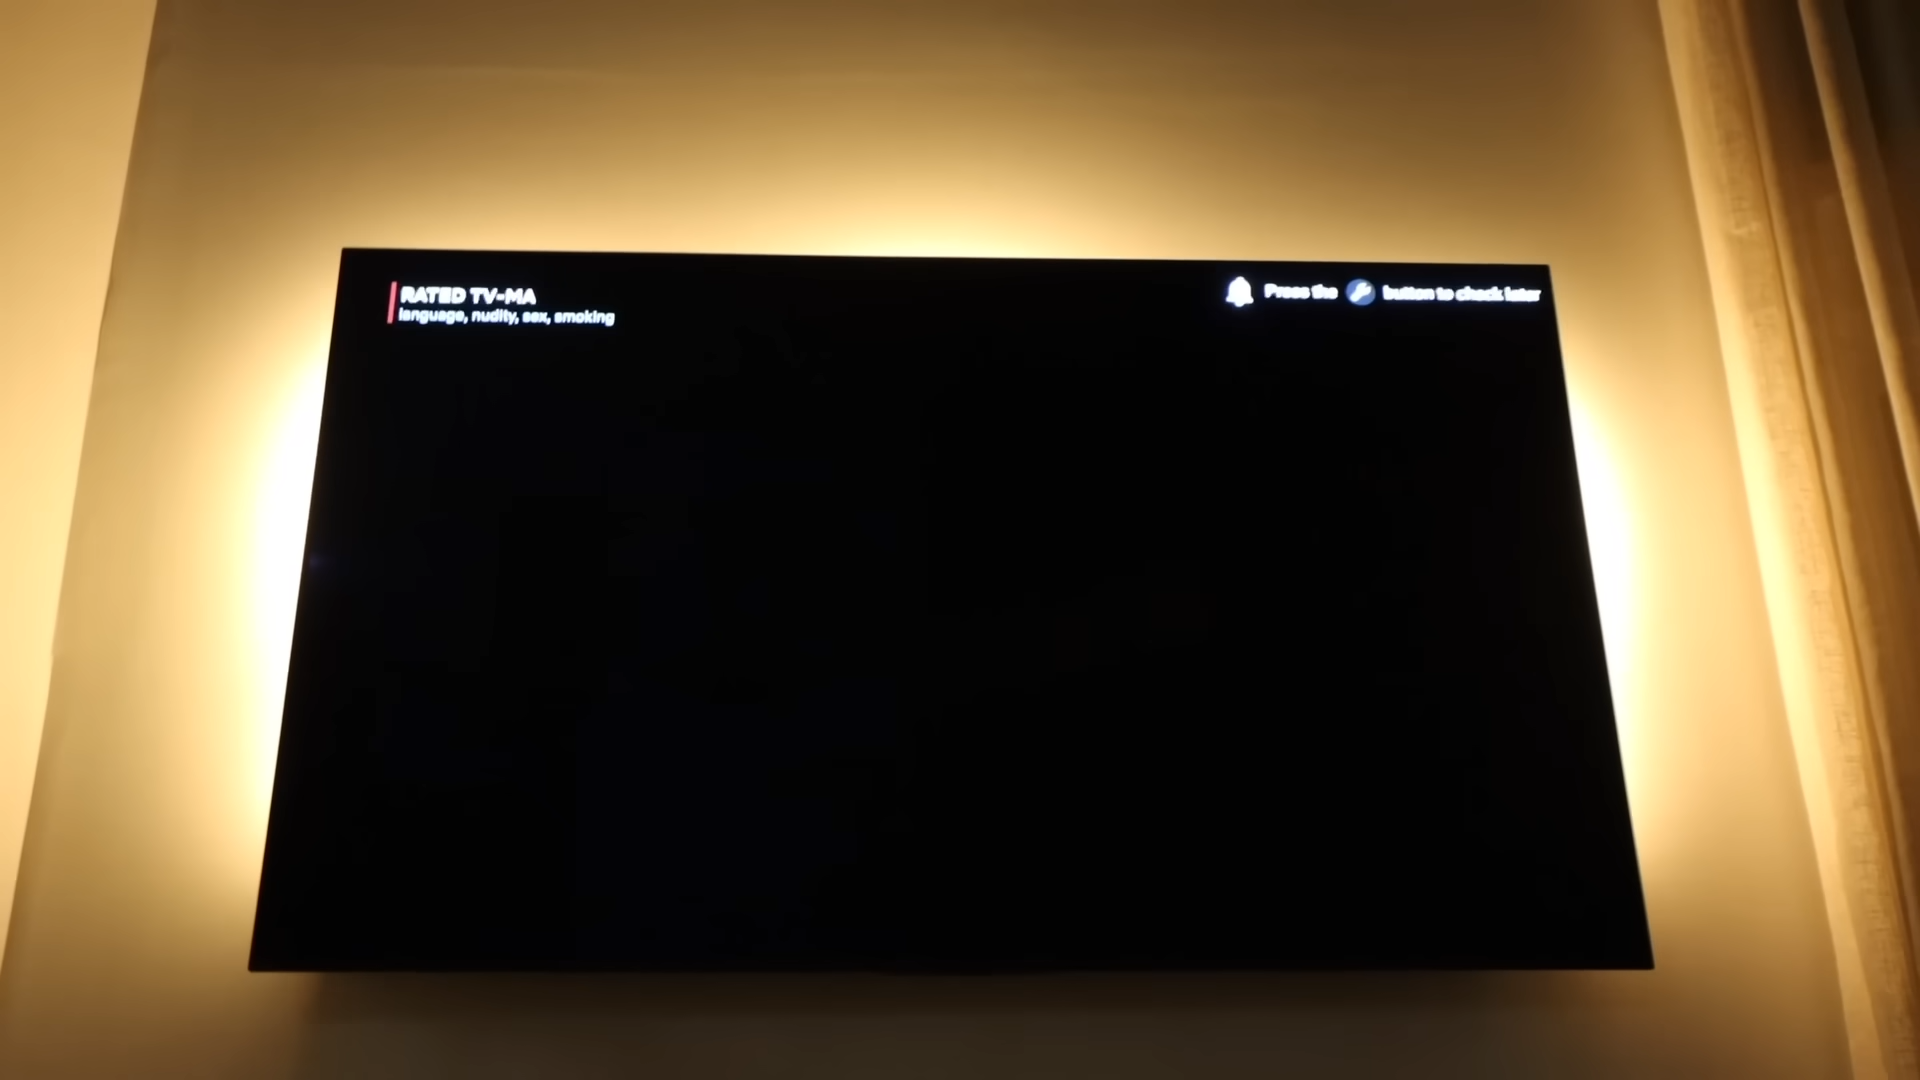 RATED TV-MA
language, nudity, sex, smoking
Press the button to check later